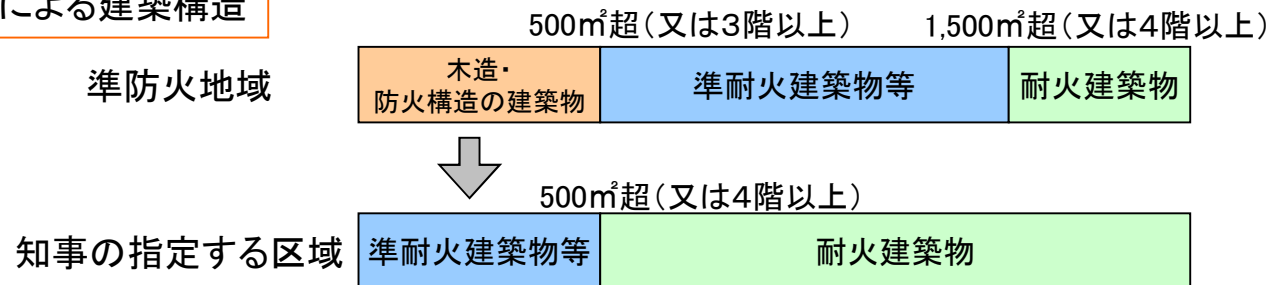 による建築構造
500㎡超(又は3階以上)
1,500㎡超(又は4階以上)
準防火地域
木造・
防火構造の建築物
準耐火建築物等
耐火建築物
500㎡超(又は4階以上)
知事の指定する区域
準耐火建築物等
耐火建築物